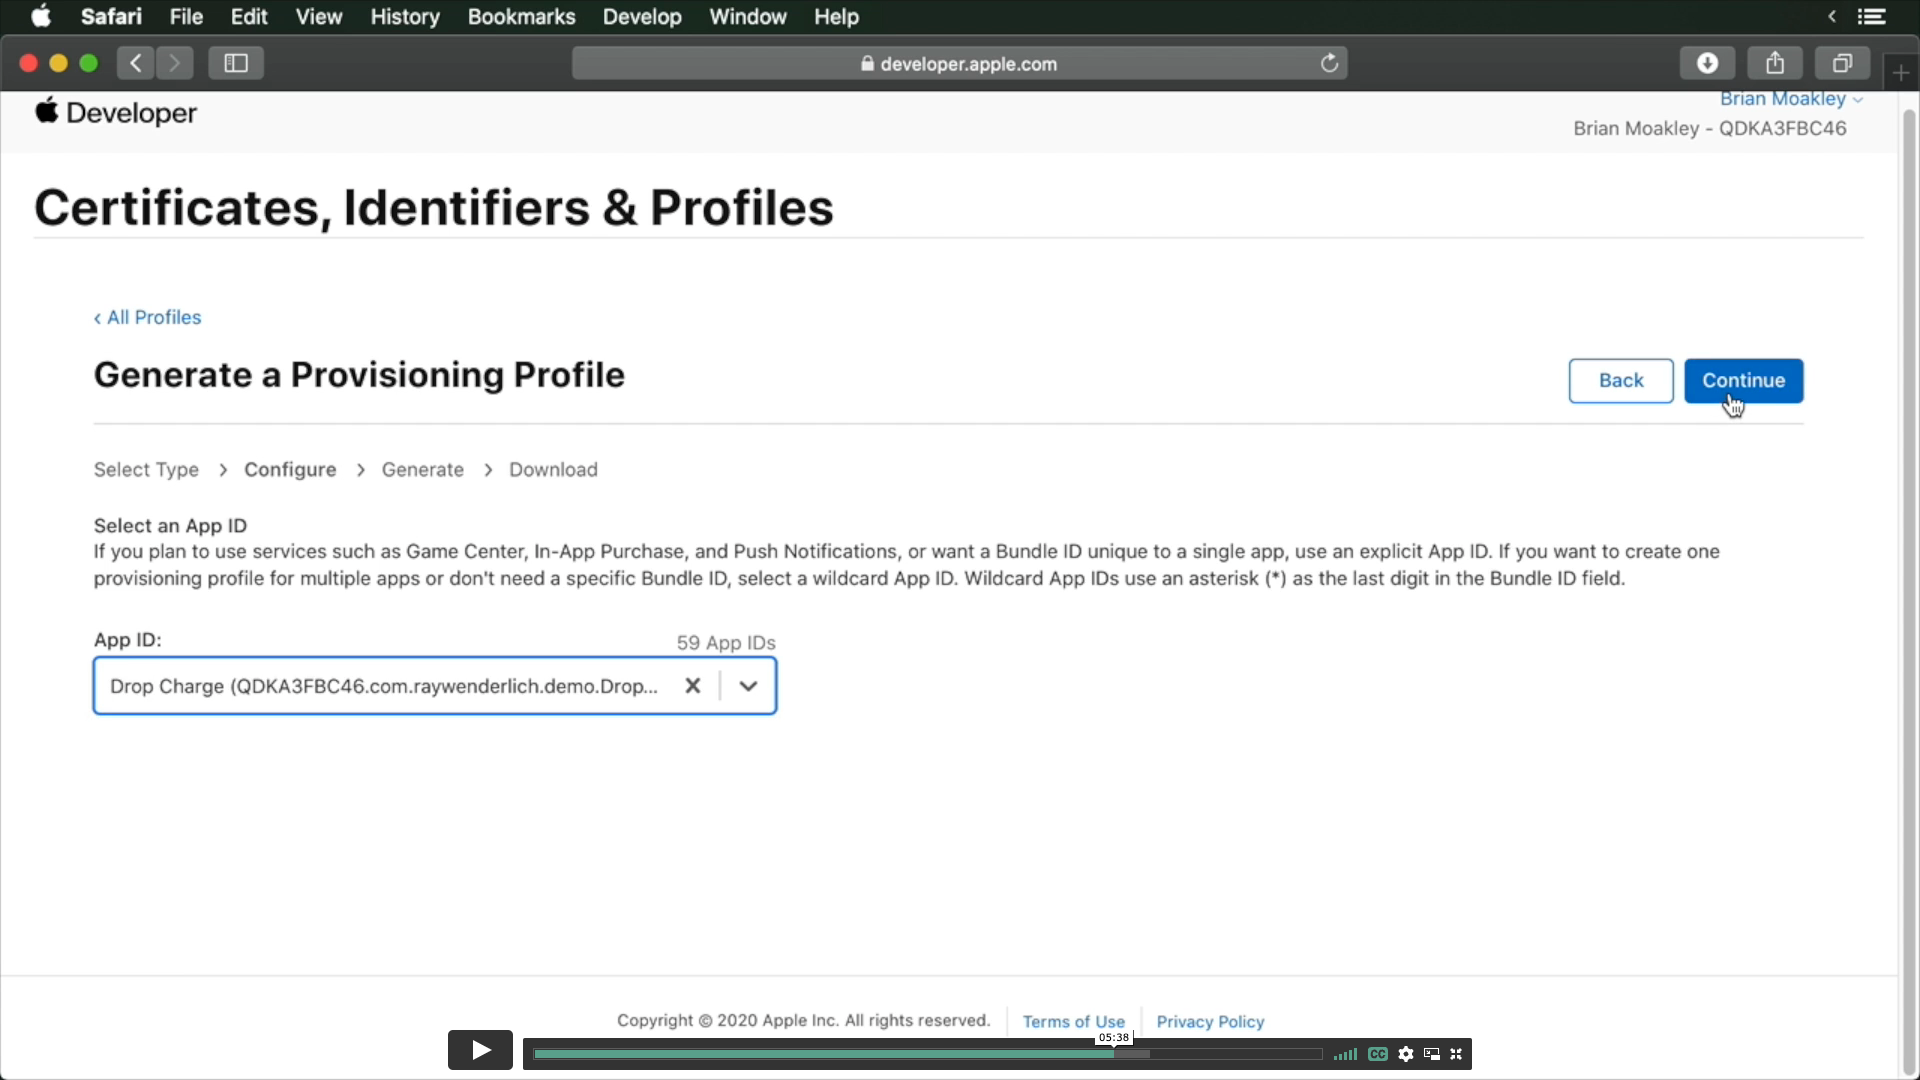 Safari File Edit View History Bookmarks Develop Window Help
developer.apple.com
Developer
Brian Moakley
Brian Moakley - QDKA3FBC46
Certificates, Identifiers & Profiles
‹ All Profiles
Generate a Provisioning Profile
Back
Continue
Select Type > Configure > Generate > Download
Select an App ID
If you plan to use services such as Game Center, In-App Purchase, and Push Notifications, or want a Bundle ID unique to a single app, use an explicit App ID. If you want to create one
provisioning profile for multiple apps or don't need a specific Bundle ID, select a wildcard App ID. Wildcard App IDs use an asterisk (*) as the last digit in the Bundle ID field.
App ID:
59 App IDs
Drop Charge (QDKA3FBC46.com.raywenderlich.demo.Drop...
Copyright © 2020 Apple Inc. All rights reserved.
Terms of Use
Privacy Policy
05:38
CC